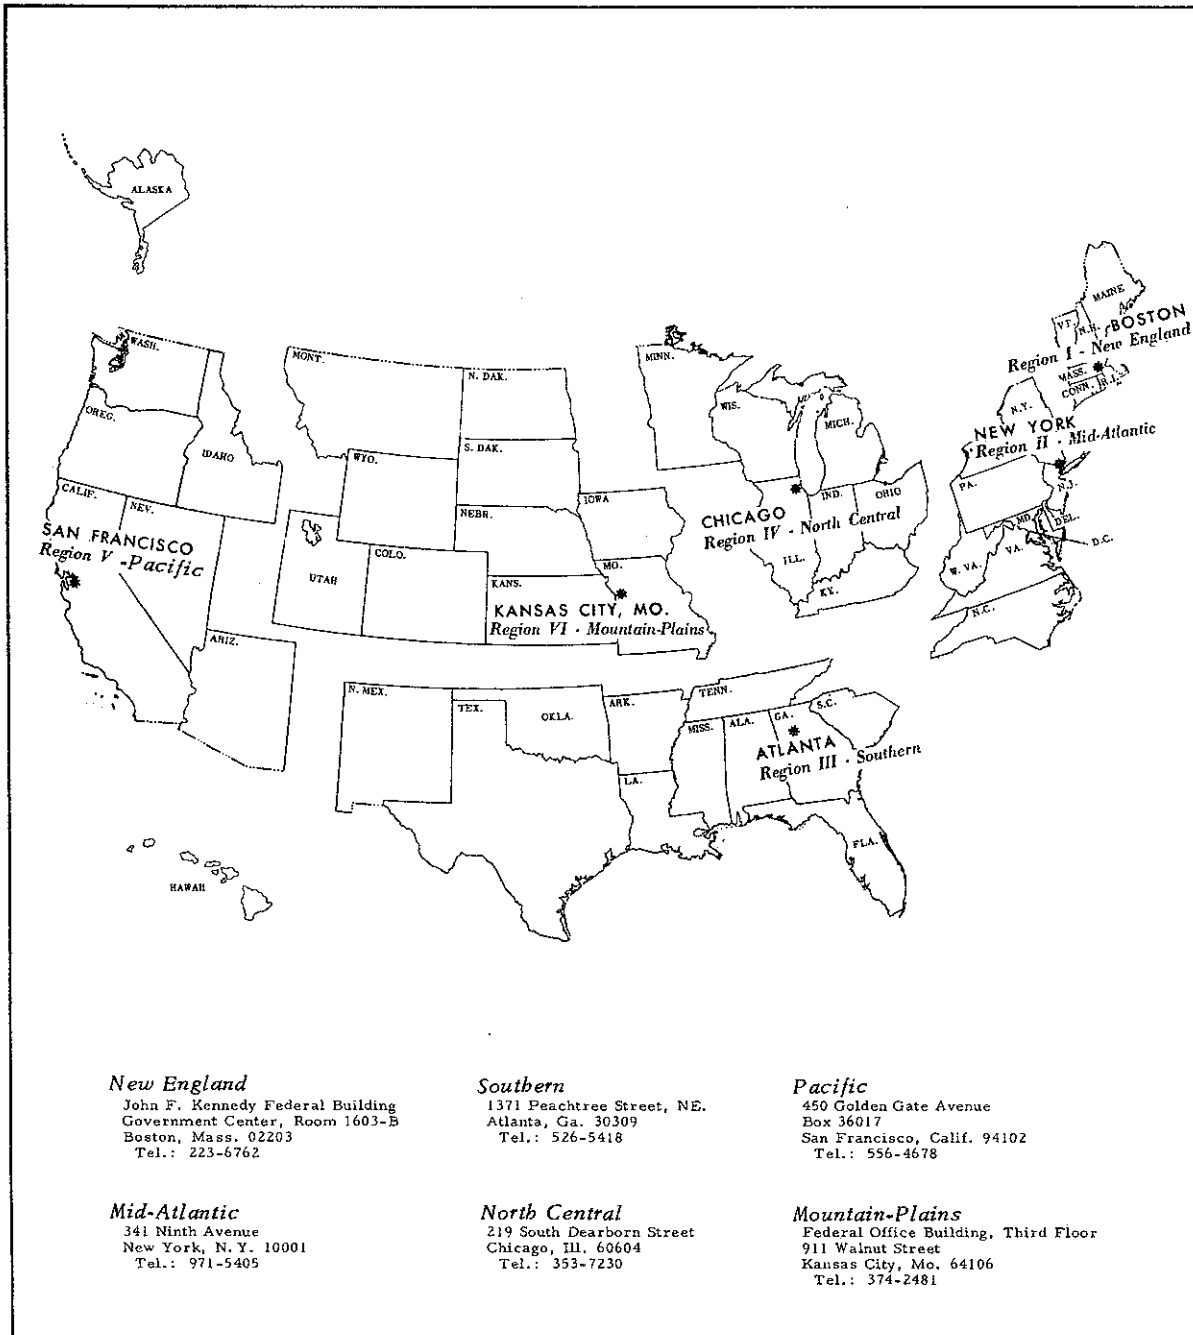 ALASKA
MAINE
VT.
N.H.
BOSTON
Region I - New England
MASS.
CONN.
R.I.
WASH.
MONT.
N. DAK.
MINN.
OREG.
IDAHO
WYO.
S. DAK.
WIS.
MICH.
N.Y.
NEW YORK
Region II - Mid-Atlantic
CALIF.
NEV.
NEBR.
IOWA
IND.
OHIO
PA.
N.J.
SAN FRANCISCO
Region V -Pacific
CHICAGO
Region IV - North Central
MD.
DEL.
D.C.
UTAH
COLO.
KANS.
MO.
ILL.
KY.
W. VA.
VA.
N.C.
KANSAS CITY, MO.
Region VI - Mountain-Plains
ARIZ.
N. MEX.
TEX.
OKLA.
ARK.
TENN.
MISS.
ALA.
GA.
S.C.
ATLANTA
Region III - Southern
LA.
FLA.
HAWAII
New England
John F. Kennedy Federal Building
Government Center, Room 1603-B
Boston, Mass. 02203
Tel.: 223-6762
Southern
1371 Peachtree Street, NE.
Atlanta, Ga. 30309
Tel.: 526-5418
Pacific
450 Golden Gate Avenue
Box 36017
San Francisco, Calif. 94102
Tel.: 556-4678
Mid-Atlantic
341 Ninth Avenue
New York, N.Y. 10001
Tel.: 971-5405
North Central
219 South Dearborn Street
Chicago, Ill. 60604
Tel.: 353-7230
Mountain-Plains
Federal Office Building, Third Floor
911 Walnut Street
Kansas City, Mo. 64106
Tel.: 374-2481